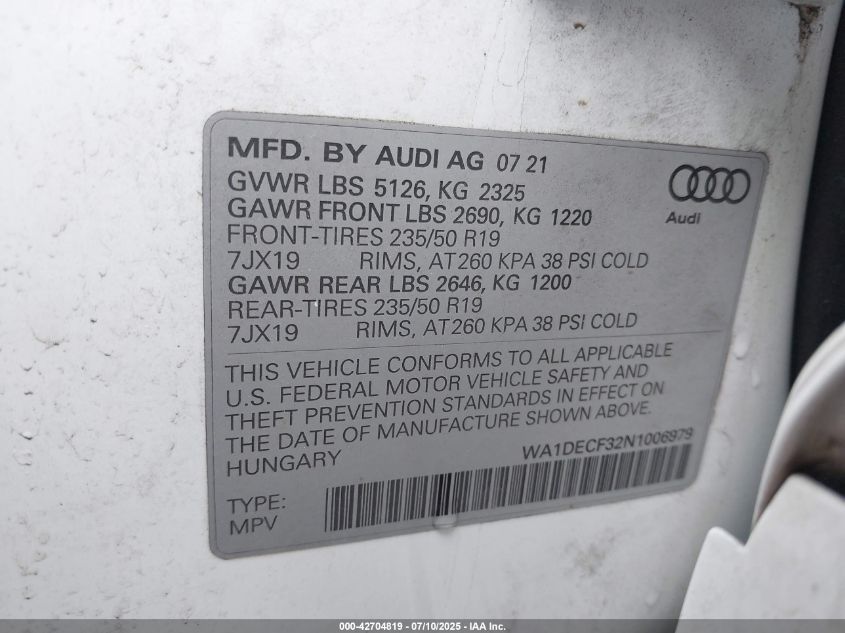 MFD. BY AUDI AG 07 21
GVWR LBS 5126, KG 2325
GAWR FRONT LBS 2690, KG 1220
FRONT-TIRES 235/50 R19
7JX19 RIMS, AT 260 KPA 38 PSI COLD
GAWR REAR LBS 2646, KG 1200
REAR-TIRES 235/50 R19
7JX19 RIMS, AT 260 KPA 38 PSI COLD
Audi
THIS VEHICLE CONFORMS TO ALL APPLICABLE
U.S. FEDERAL MOTOR VEHICLE SAFETY AND
THEFT PREVENTION STANDARDS IN EFFECT ON
THE DATE OF MANUFACTURE SHOWN ABOVE.
HUNGARY WA1DECF32N1006979
TYPE:
MPV
000-42704819 - 07/10/2025 - IAA Inc.